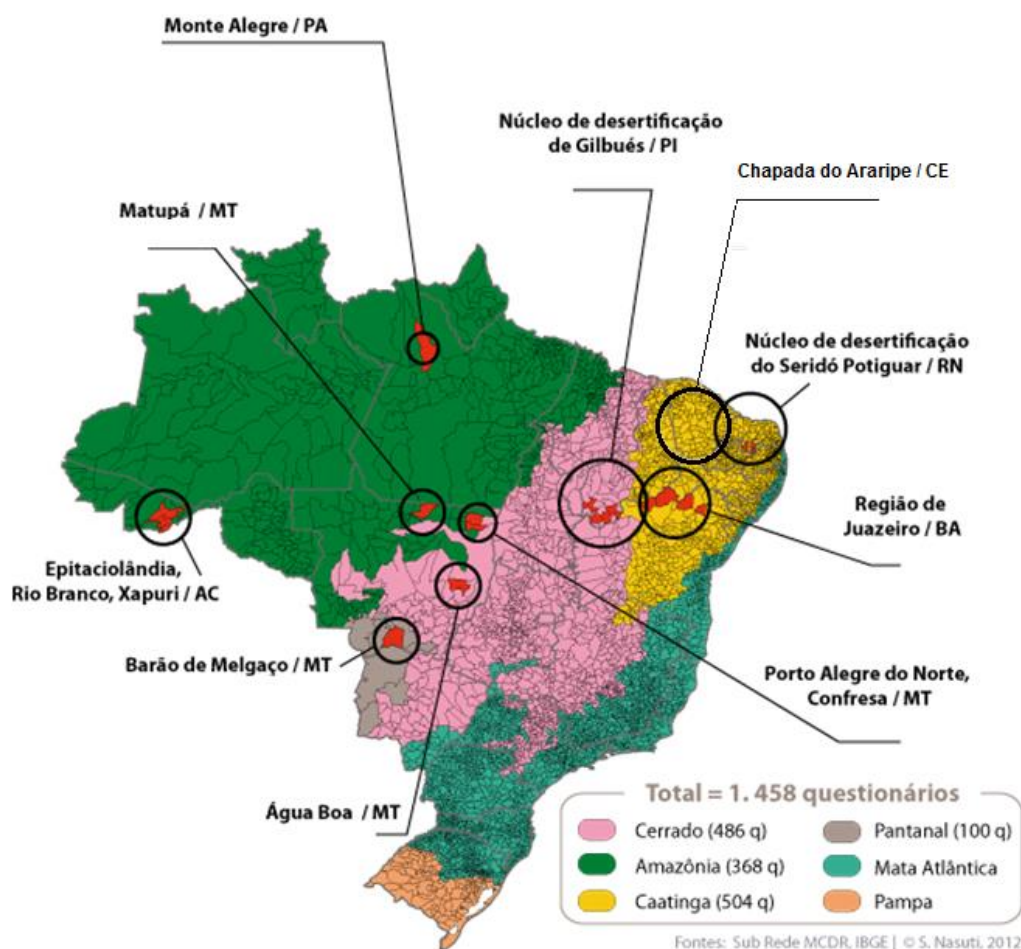 Monte Alegre / PA
Núcleo de desertificação
de Gilbués / PI
Chapada do Araripe / CE
Matupá / MT
Núcleo de desertificação
do Seridó Potiguar / RN
Região de
Juazeiro / BA
Epitaciolândia,
Rio Branco, Xapuri / AC
Barão de Melgaço / MT
Porto Alegre do Norte,
Confresa / MT
Água Boa / MT
Total = 1. 458 questionários
Cerrado (486 q)
Pantanal (100 q)
Amazônia (368 q)
Mata Atlântica
Caatinga (504 q)
Pampa
Fontes: Sub Rede MCDR, IBGE | © S. Nasuti, 2012